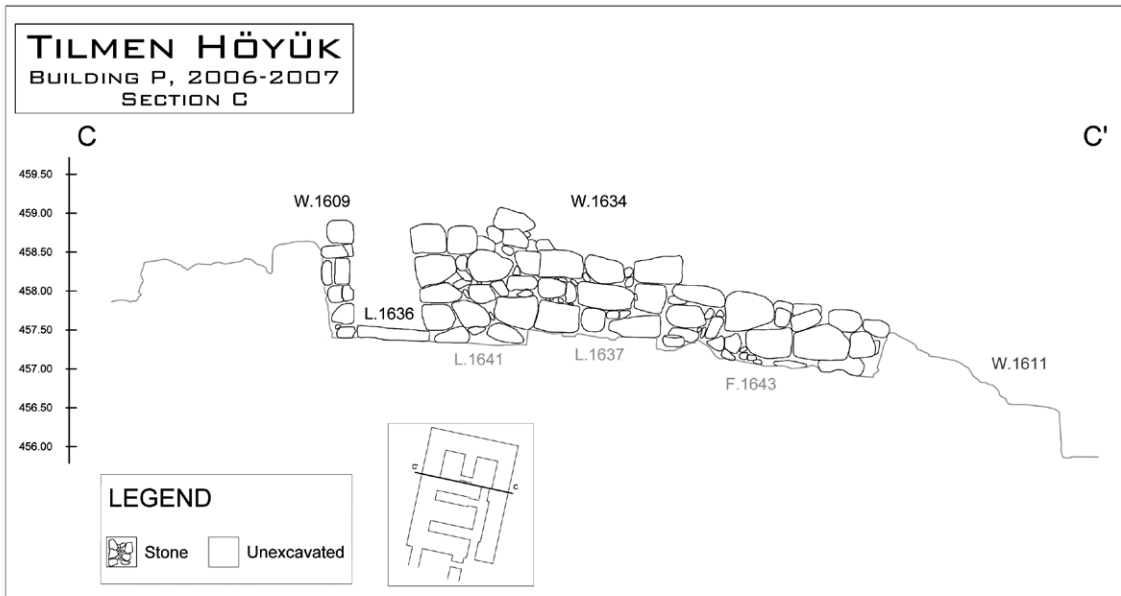 TILMEN HÖYÜK
BUILDING P, 2006-2007
SECTION C
C C'
459.50
459.00
458.50
458.00
457.50
457.00
456.50
456.00
W.1609 W.1634
L.1636
L.1641 L.1637
F.1643
W.1611
LEGEND
Stone Unexcavated
C' C